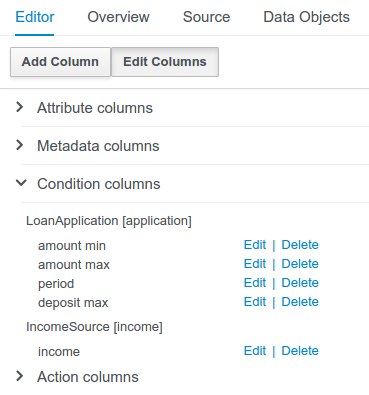 Editor Overview Source Data Objects
Add Column Edit Columns
Attribute columns
Metadata columns
Condition columns
LoanApplication [application]
amount min Edit | Delete
amount max Edit | Delete
period Edit | Delete
deposit max Edit | Delete
IncomeSource [income]
income Edit | Delete
Action columns